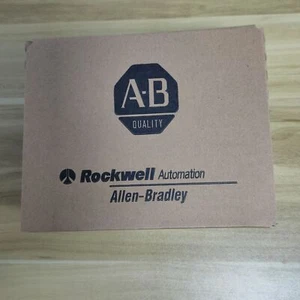 A-B
QUALITY
Rockwell Automation
Allen-Bradley